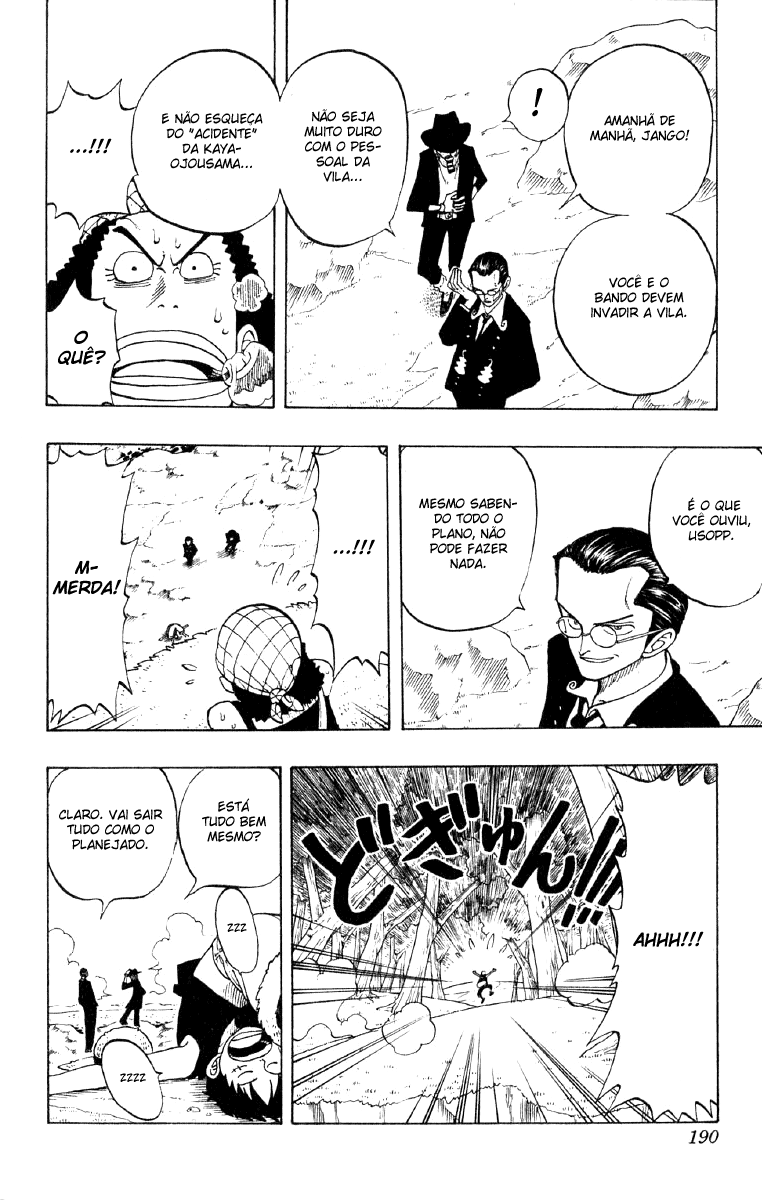 AMANHÃ DE
MANHÃ, JANGO!
!
VOCÊ E O
BANDO DEVEM
INVADIR A VILA.
NÃO SEJA
MUITO DURO
COM O PES-
SOAL DA
VILA...
E NÃO ESQUEÇA
DO "ACIDENTE"
DA KAYA-
OJOUSAMA...
...!!!
O
QUÊ?
É O QUE
VOCÊ OUVIU,
USOPP.
MESMO SABEN-
DO TODO O
PLANO, NÃO
PODE FAZER
NADA.
...!!!
M-
MERDA!
AHHH!!!
どぎゅん!!!
ESTÁ
TUDO BEM
MESMO?
CLARO. VAI SAIR
TUDO COMO O
PLANEJADO.
ZZZ
ZZZZ
190